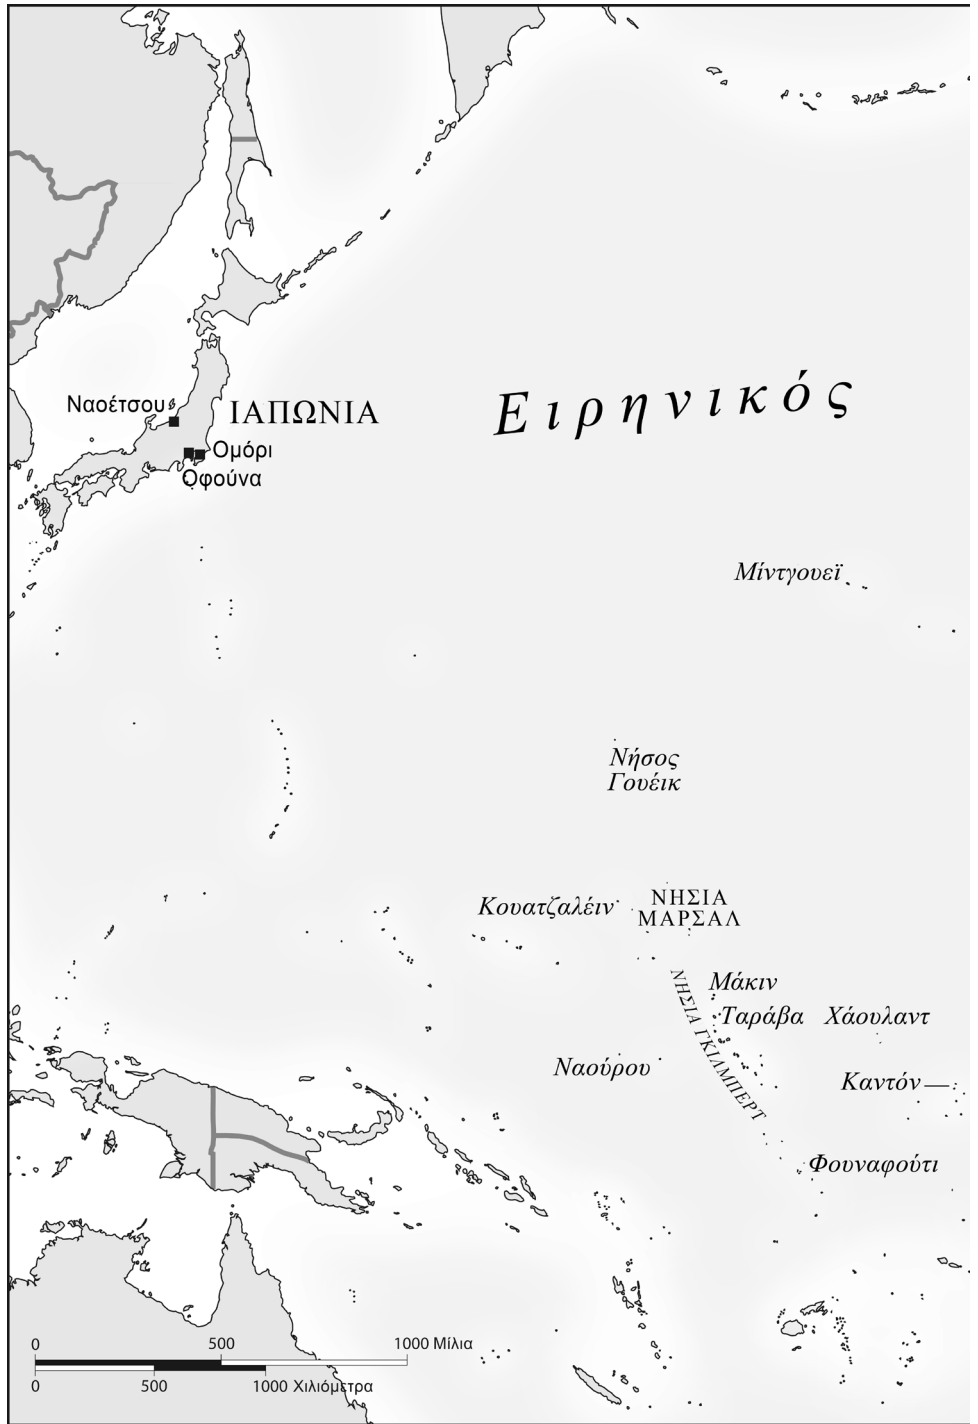 Ναοέτσου
ΙΑΠΩΝΙΑ
Ειρηνικός
Ομόρι
Οφούνα
Μίντγουεϊ
Νήσος
Γουέικ
Κουατζαλέιν
ΝΗΣΙΑ
ΜΑΡΣΑΛ
Μάκιν
ΝΗΣΙΑ ΓΚΙΛΜΠΕΡΤ
Ταράβα
Χάουλαντ
Ναούρου
Καντόν
Φουναφούτι
0 500 1000 Μίλια
0 500 1000 Χιλιόμετρα